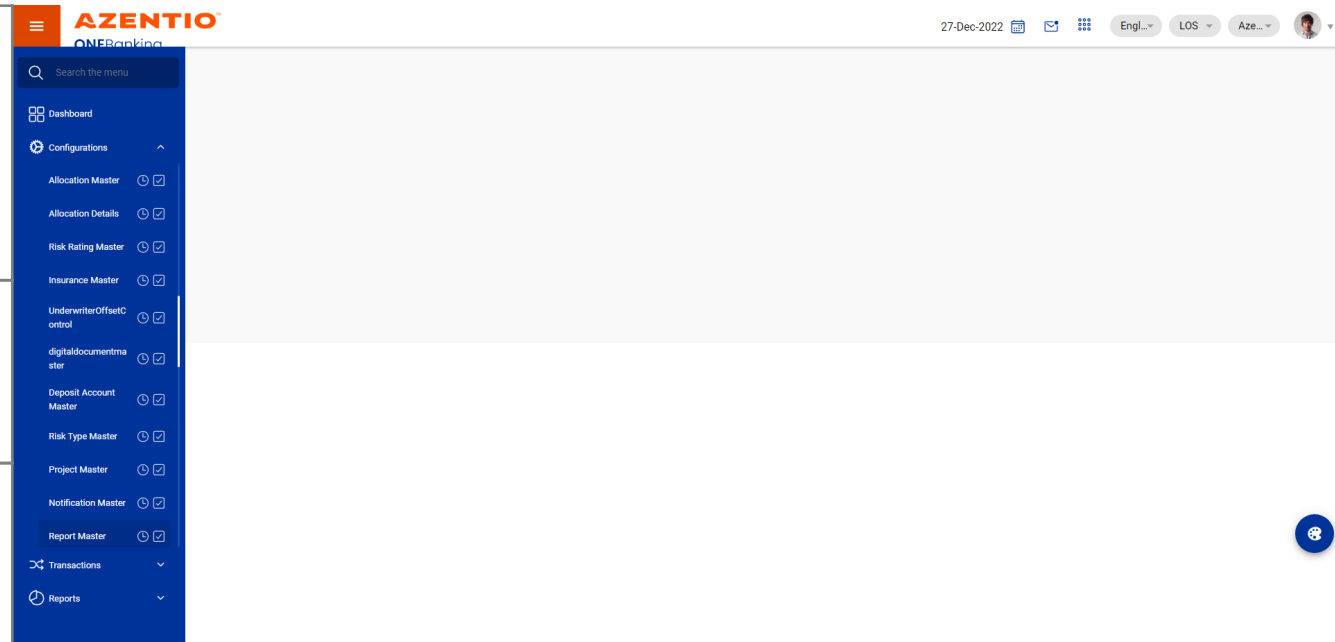 AZENTIO™
ONEBanking
27-Dec-2022
Engl...
LOS
Aze...
Search the menu
Dashboard
Configurations
Allocation Master
Allocation Details
Risk Rating Master
Insurance Master
UnderwriterOffsetC
ontrol
digitaldocumentma
ster
Deposit Account
Master
Risk Type Master
Project Master
Notification Master
Report Master
Transactions
Reports